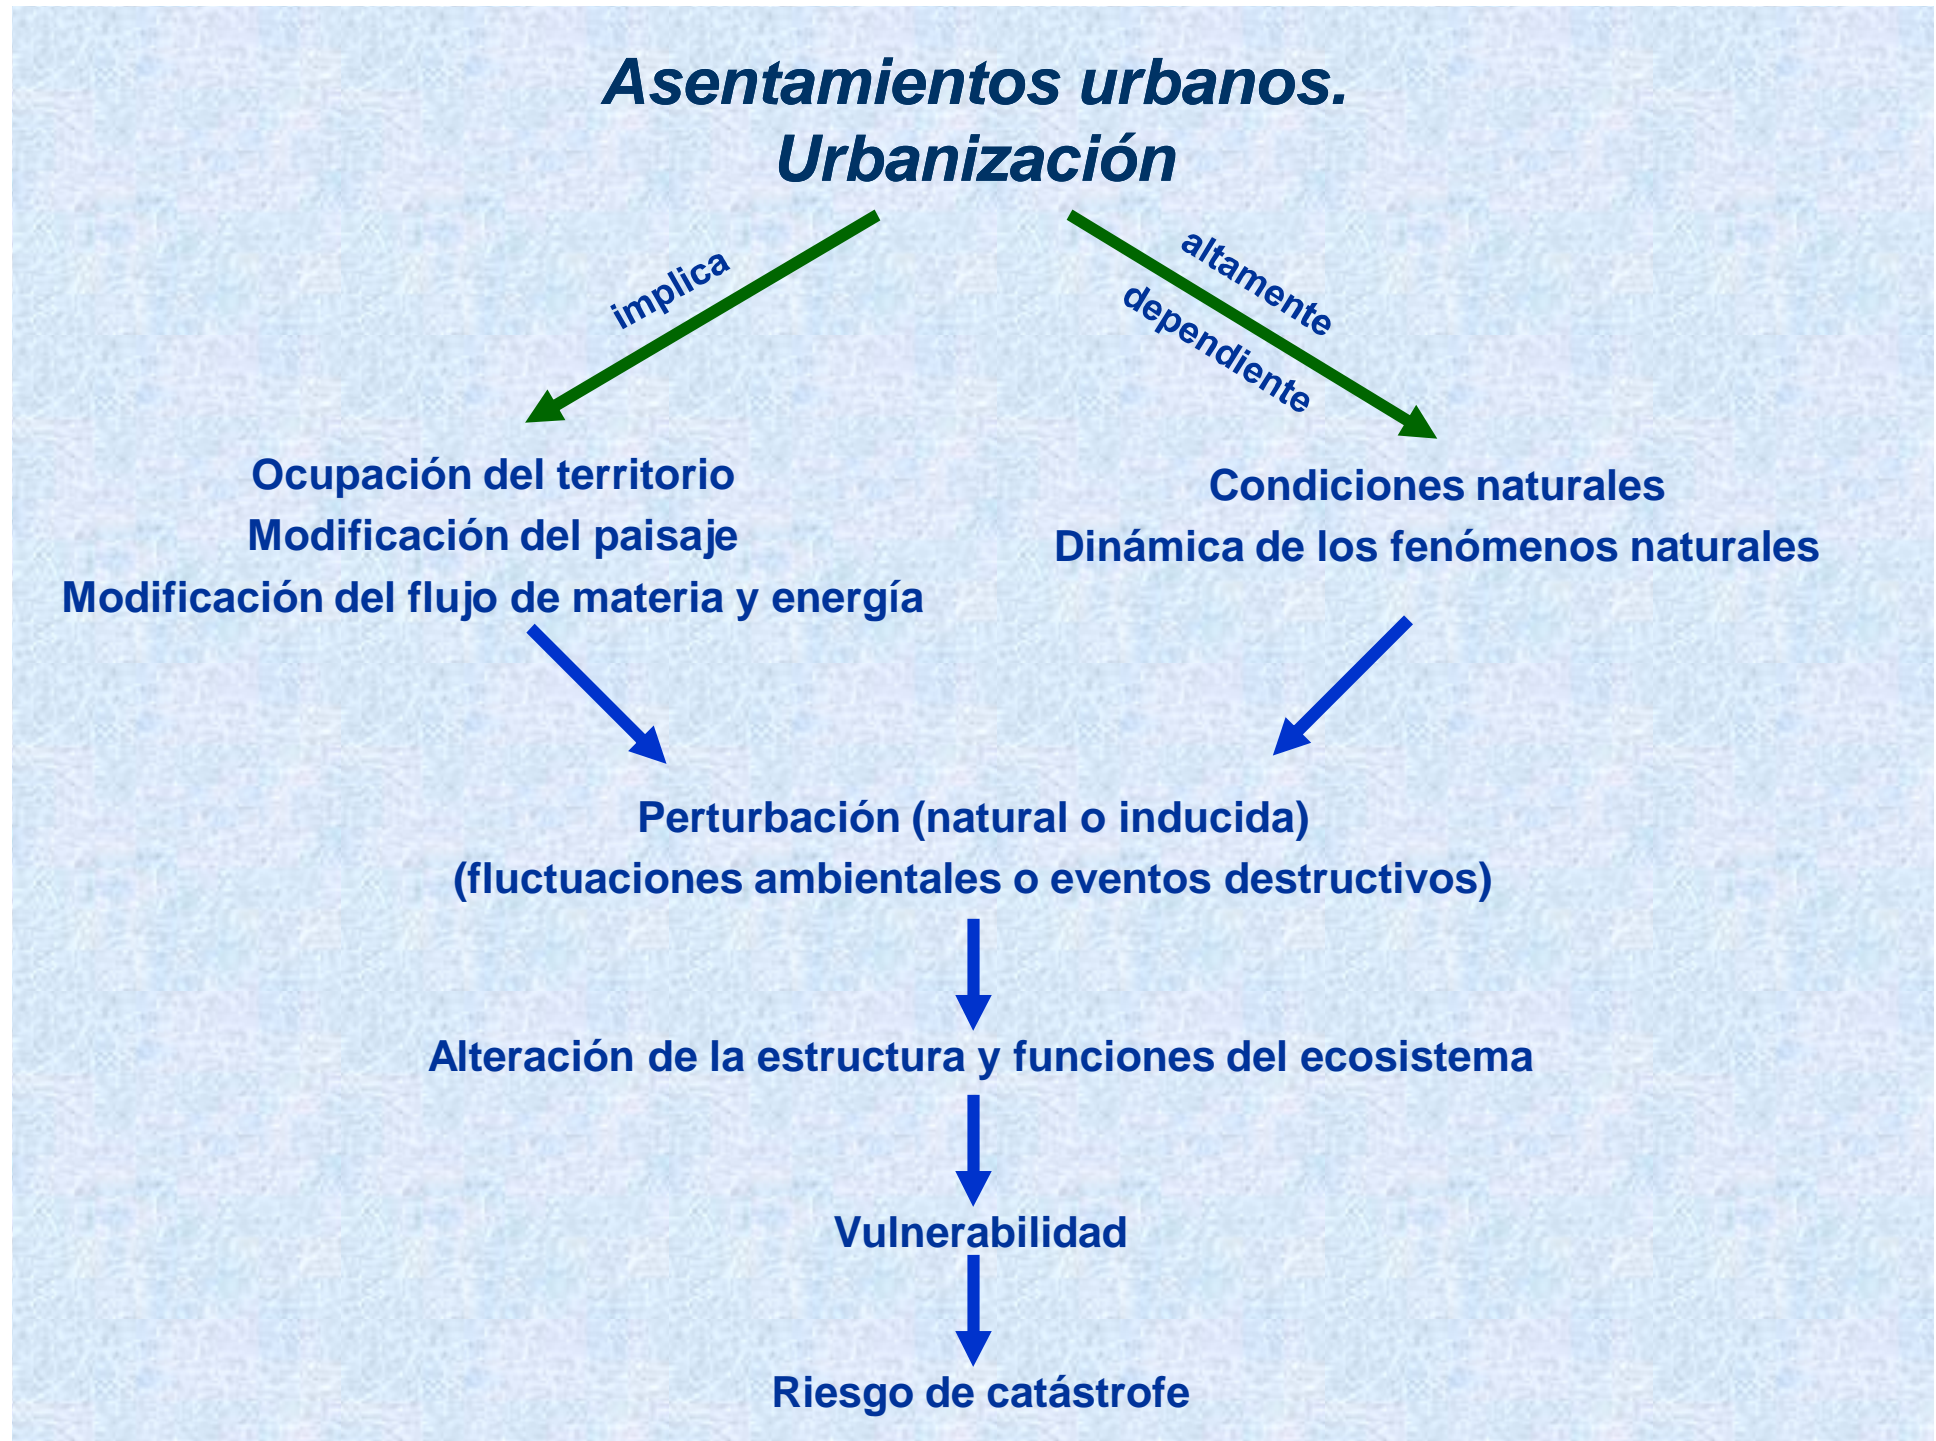 Asentamientos urbanos.
Urbanización
implica
altamente
dependiente
Ocupación del territorio
Modificación del paisaje
Modificación del flujo de materia y energía
Condiciones naturales
Dinámica de los fenómenos naturales
Perturbación (natural o inducida)
(fluctuaciones ambientales o eventos destructivos)
Alteración de la estructura y funciones del ecosistema
Vulnerabilidad
Riesgo de catástrofe